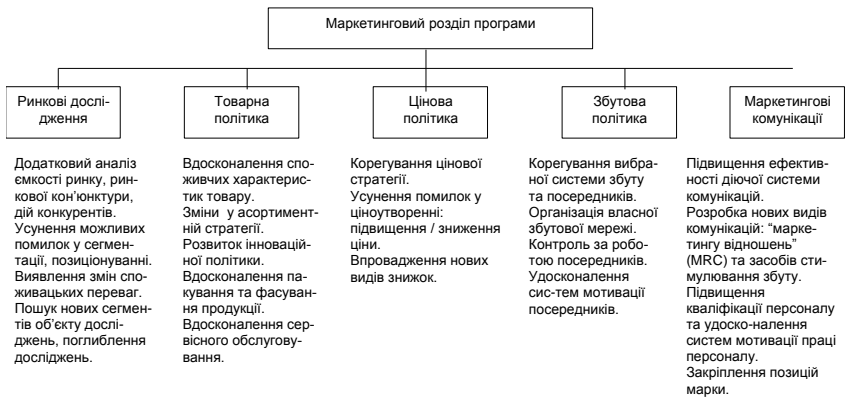 Маркетинговий розділ програми
Ринкові дослі-
дження
Товарна
політика
Цінова
політика
Збутова
політика
Маркетингові
комунікації
Додатковий аналіз
ємкості ринку, рин-
кової кон’юнктури,
дій конкурентів.
Усунення можливих
помилок у сегмен-
тації, позиціонуванні.
Виявлення змін спо-
живацьких переваг.
Пошук нових сегмен-
тів об’єкту дослі-
джень, поглиблення
досліджень.
Вдосконалення спо-
живчих характерис-
тик товару.
Зміни у асортимент-
ній стратегії.
Розвиток інновацій-
ної політики.
Вдосконалення па-
кування та фасуван-
ня продукції.
Вдосконалення сер-
вісного обслугову-
вання.
Корегування цінової
стратегії.
Усунення помилок у
ціноутворенні:
підвищення / зниження
ціни.
Впровадження нових
видів знижок.
Корегування вибра-
ної системи збуту
та посередників.
Організація власної
збутової мережі.
Контроль за робо-
тою посередників.
Удосконалення
сис-тем мотивації
посередників.
Підвищення ефектив-
ності діючої системи
комунікацій.
Розробка нових видів
комунікацій: “марке-
тингу відношень”
(MRC) та засобів сти-
мулювання збуту.
Підвищення
кваліфікації персоналу
та удоско-налення
систем мотивації праці
персоналу.
Закріплення позицій
марки.